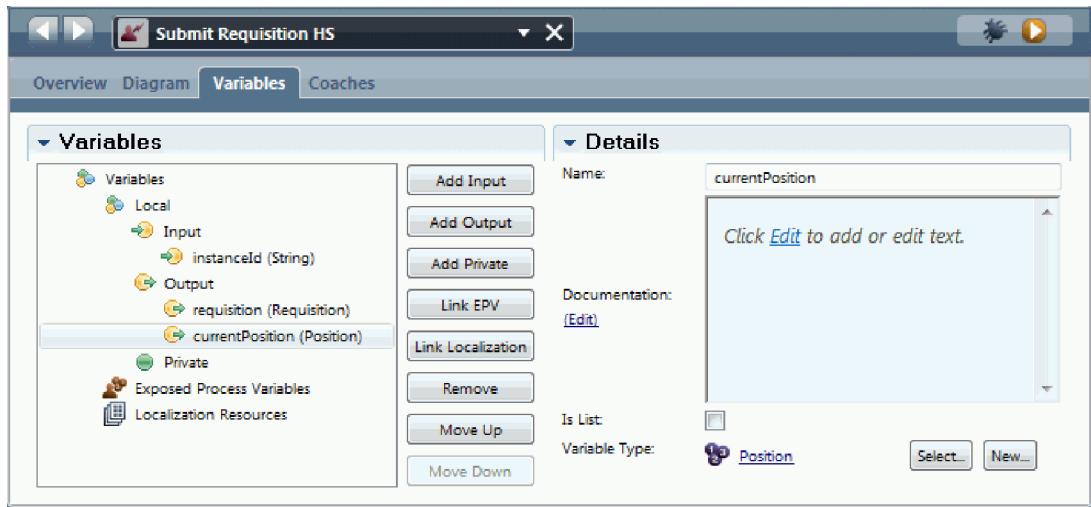 Submit Requisition HS
Overview Diagram Variables Coaches
Variables
Variables
Local
Input
instanceId (String)
Output
requisition (Requisition)
currentPosition (Position)
Private
Exposed Process Variables
Localization Resources
Add Input
Add Output
Add Private
Link EPV
Link Localization
Remove
Move Up
Move Down
Details
Name: currentPosition
Click Edit to add or edit text.
Documentation:
(Edit)
Is List:
Variable Type: Position Select... New...